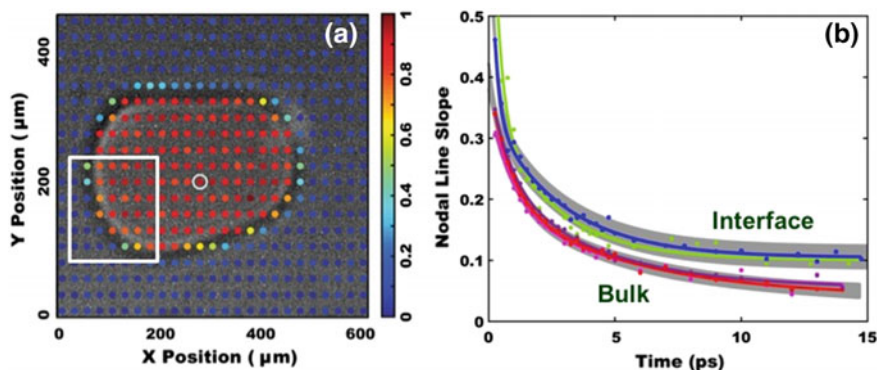 (a)
400
200
0
Y Position (µm)
0
200
400
600
X Position (µm)
1
0.8
0.6
0.4
0.2
0
(b)
0.5
0.4
0.3
0.2
0.1
0
Nodal Line Slope
Interface
Bulk
0
5
10
15
Time (ps)